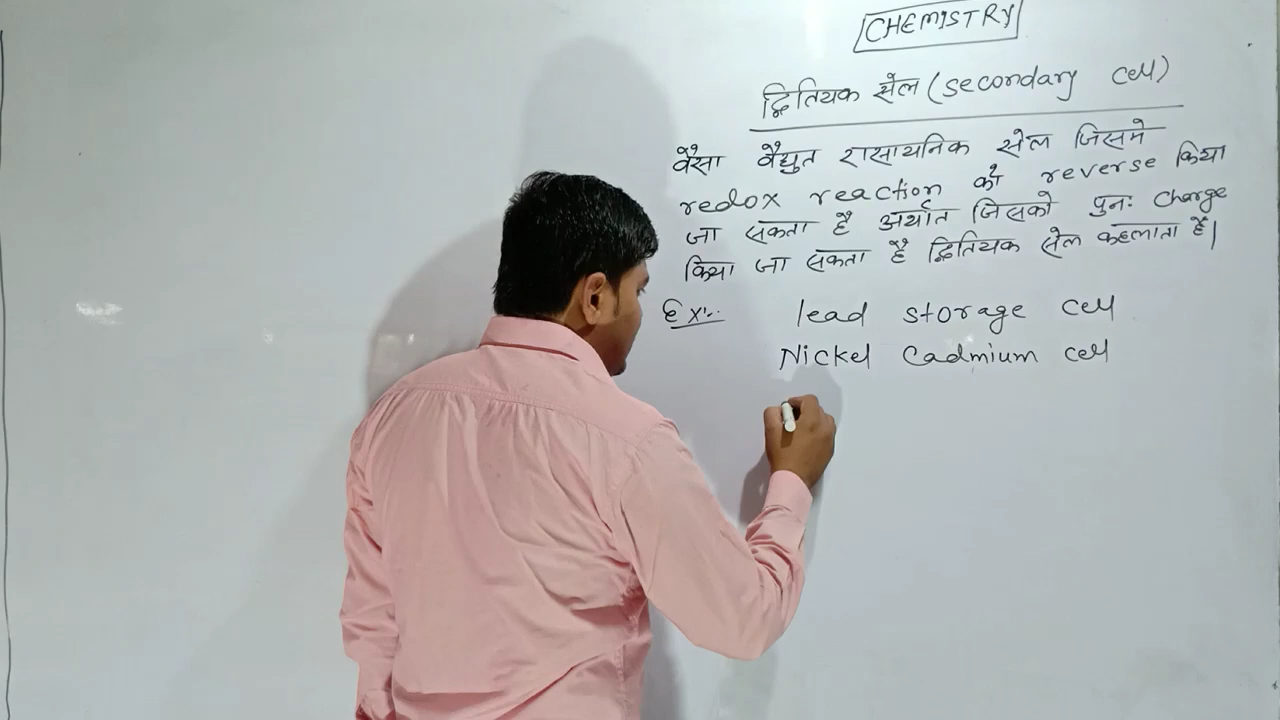 CHEMISTRY
द्वितियक सेल (secondary cell)
वैसा वैद्युत रासायनिक सेल जिसमे
redox reaction को reverse किया
जा सकता है अर्थात जिसको पुनः charge
किया जा सकता है द्वितियक सेल कहलाता है|
Ex:- lead storage cell
Nickel cadmium cell